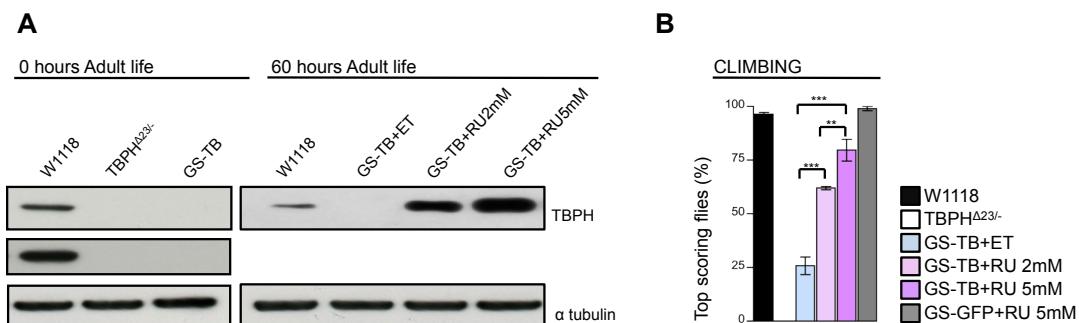 A
0 hours Adult life
60 hours Adult life
W1118
TBPHΔ23/-
GS-TB
W1118
GS-TB+ET
GS-TB+RU2mM
GS-TB+RU5mM
TBPH
α tubulin
B
CLIMBING
Top scoring flies (%)
100
75
50
25
***
**
***
W1118
TBPHΔ23/-
GS-TB+ET
GS-TB+RU 2mM
GS-TB+RU 5mM
GS-GFP+RU 5mM